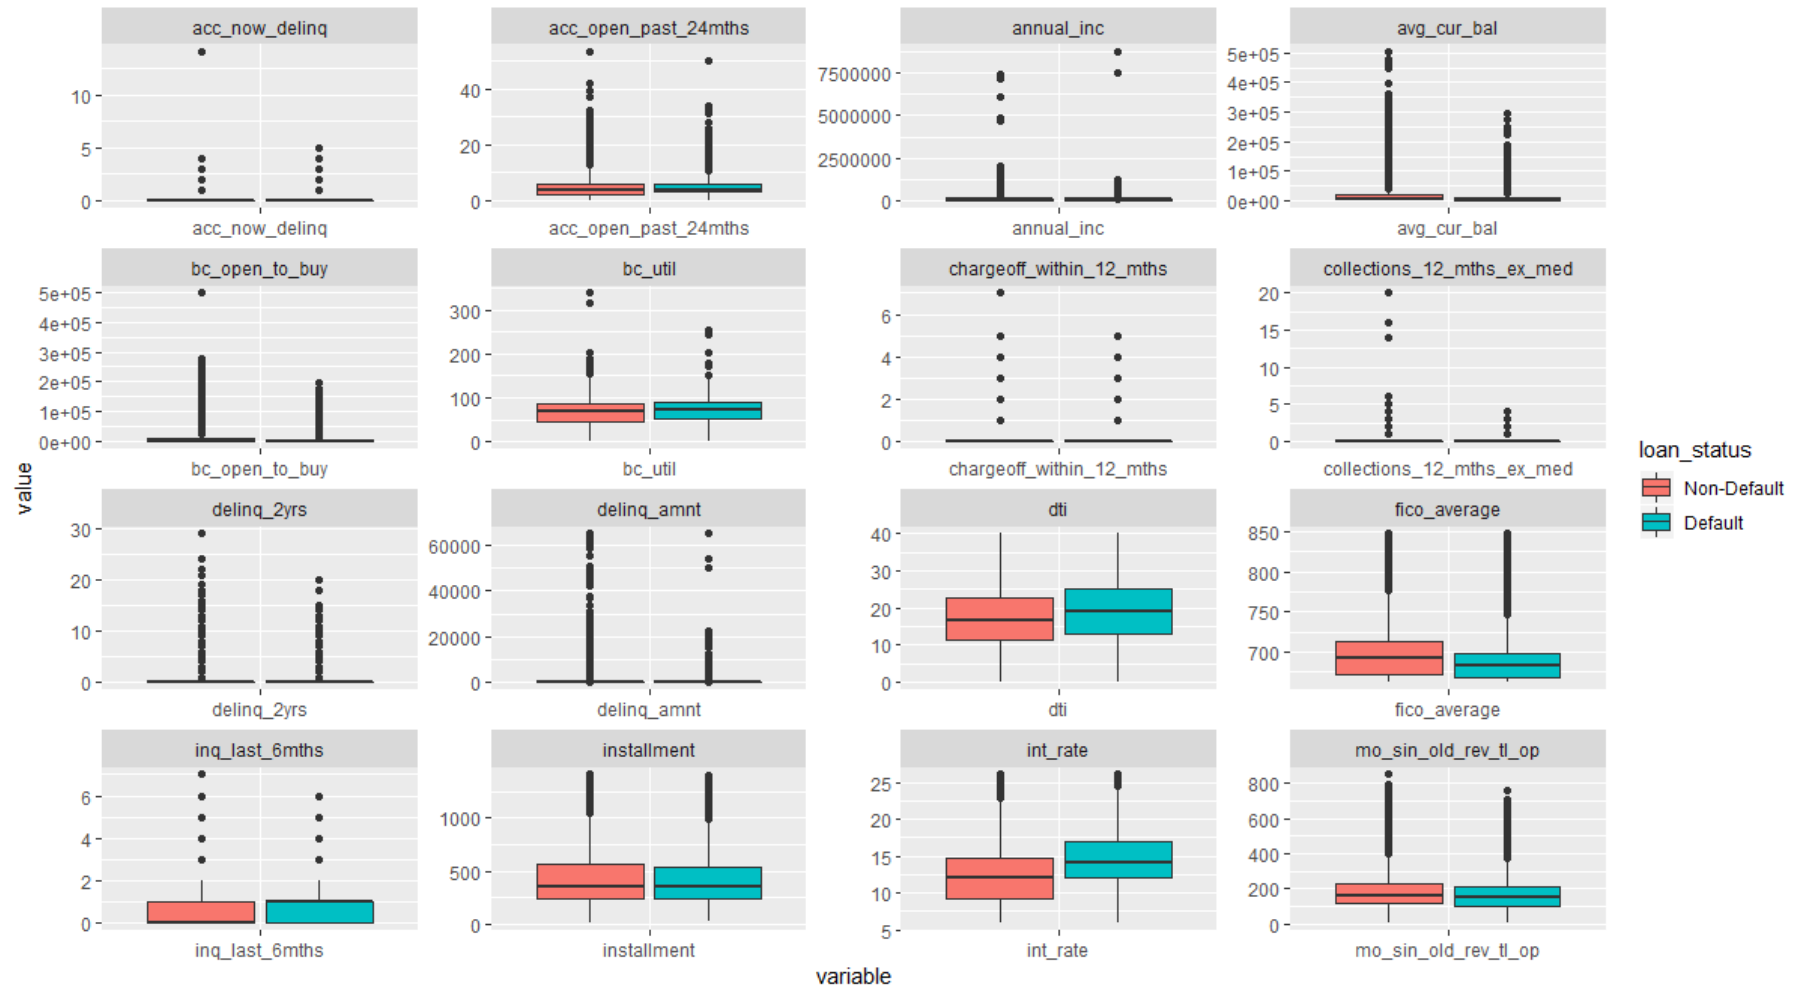 acc_now_delinq
acc_open_past_24mths
annual_inc
avg_cur_bal
10
5
0
40
20
0
7500000
5000000
2500000
0
5e+05
4e+05
3e+05
2e+05
1e+05
0e+00
acc_now_delinq
acc_open_past_24mths
annual_inc
avg_cur_bal
bc_open_to_buy
bc_util
chargeoff_within_12_mths
collections_12_mths_ex_med
5e+05
4e+05
3e+05
2e+05
1e+05
0e+00
300
200
100
0
6
4
2
0
20
15
10
5
0
bc_open_to_buy
bc_util
chargeoff_within_12_mths
collections_12_mths_ex_med
value
delinq_2yrs
delinq_amnt
dti
fico_average
30
20
10
0
60000
40000
20000
0
40
30
20
10
0
850
800
750
700
delinq_2yrs
delinq_amnt
dti
fico_average
inq_last_6mths
installment
int_rate
mo_sin_old_rev_tl_op
6
4
2
0
1000
500
0
25
20
15
10
5
800
600
400
200
0
inq_last_6mths
installment
int_rate
mo_sin_old_rev_tl_op
variable
loan_status
Non-Default
Default